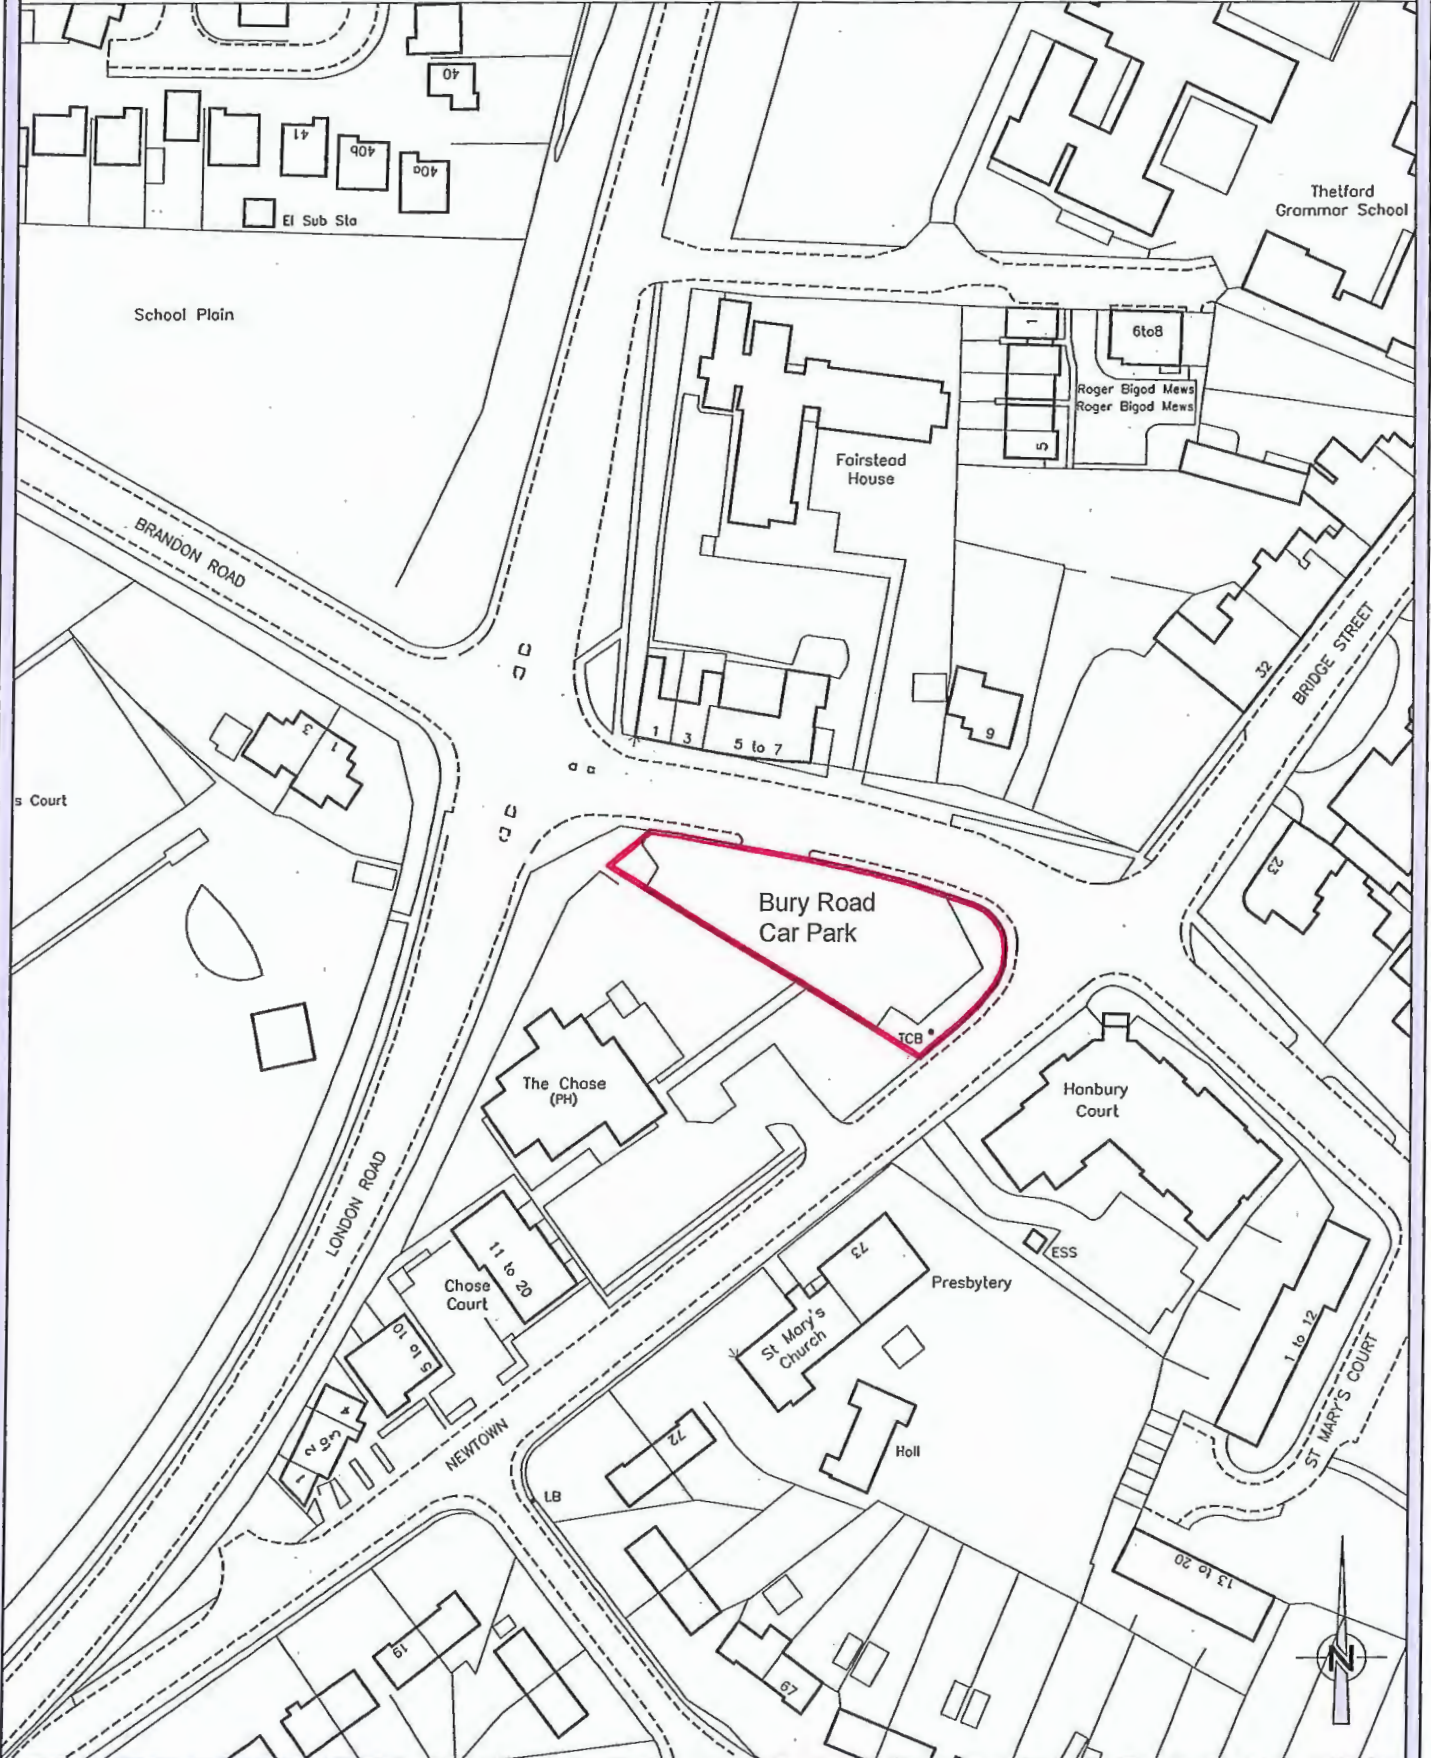 40
41
40b
40a
El Sub Sta
Thetford
Grammar School
School Plain
1
6to8
Roger Bigod Mews
Roger Bigod Mews
5
Fairstead
House
BRANDON ROAD
BRIDGE STREET
32
3
1
1
3
5 to 7
9
s Court
23
Bury Road
Car Park
TCB
The Chase
(PH)
Hanbury
Court
LONDON ROAD
11 to 20
Chase
Court
73
Presbytery
ESS
St Mary's
Church
5 to 10
1 to 12
ST MARY'S COURT
4
3
2
1
NEWTOWN
72
Hall
LB
13 to 20
19
67
N